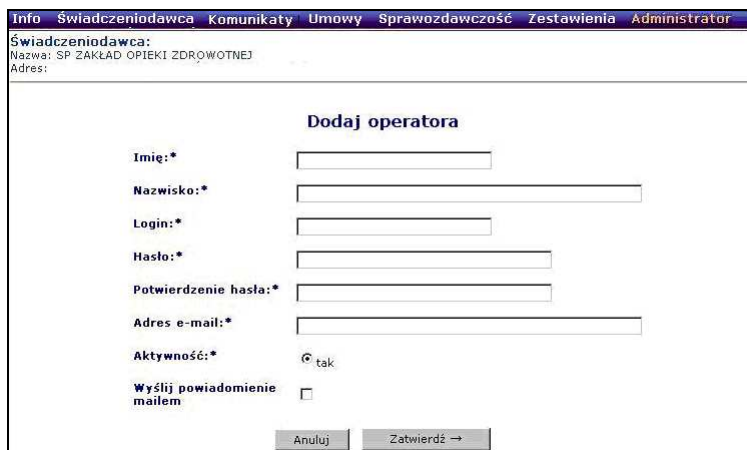 Info Świadczeniodawca Komunikaty Umowy Sprawozdawczość Zestawienia Administrator
Świadczeniodawca:
Nazwa: SP ZAKŁAD OPIEKI ZDROWOTNEJ
Adres:
Dodaj operatora
Imię:*
Nazwisko:*
Login:*
Hasło:*
Potwierdzenie hasła:*
Adres e-mail:*
Aktywność:* tak
Wyślij powiadomienie
mailem
Anuluj Zatwierdź →